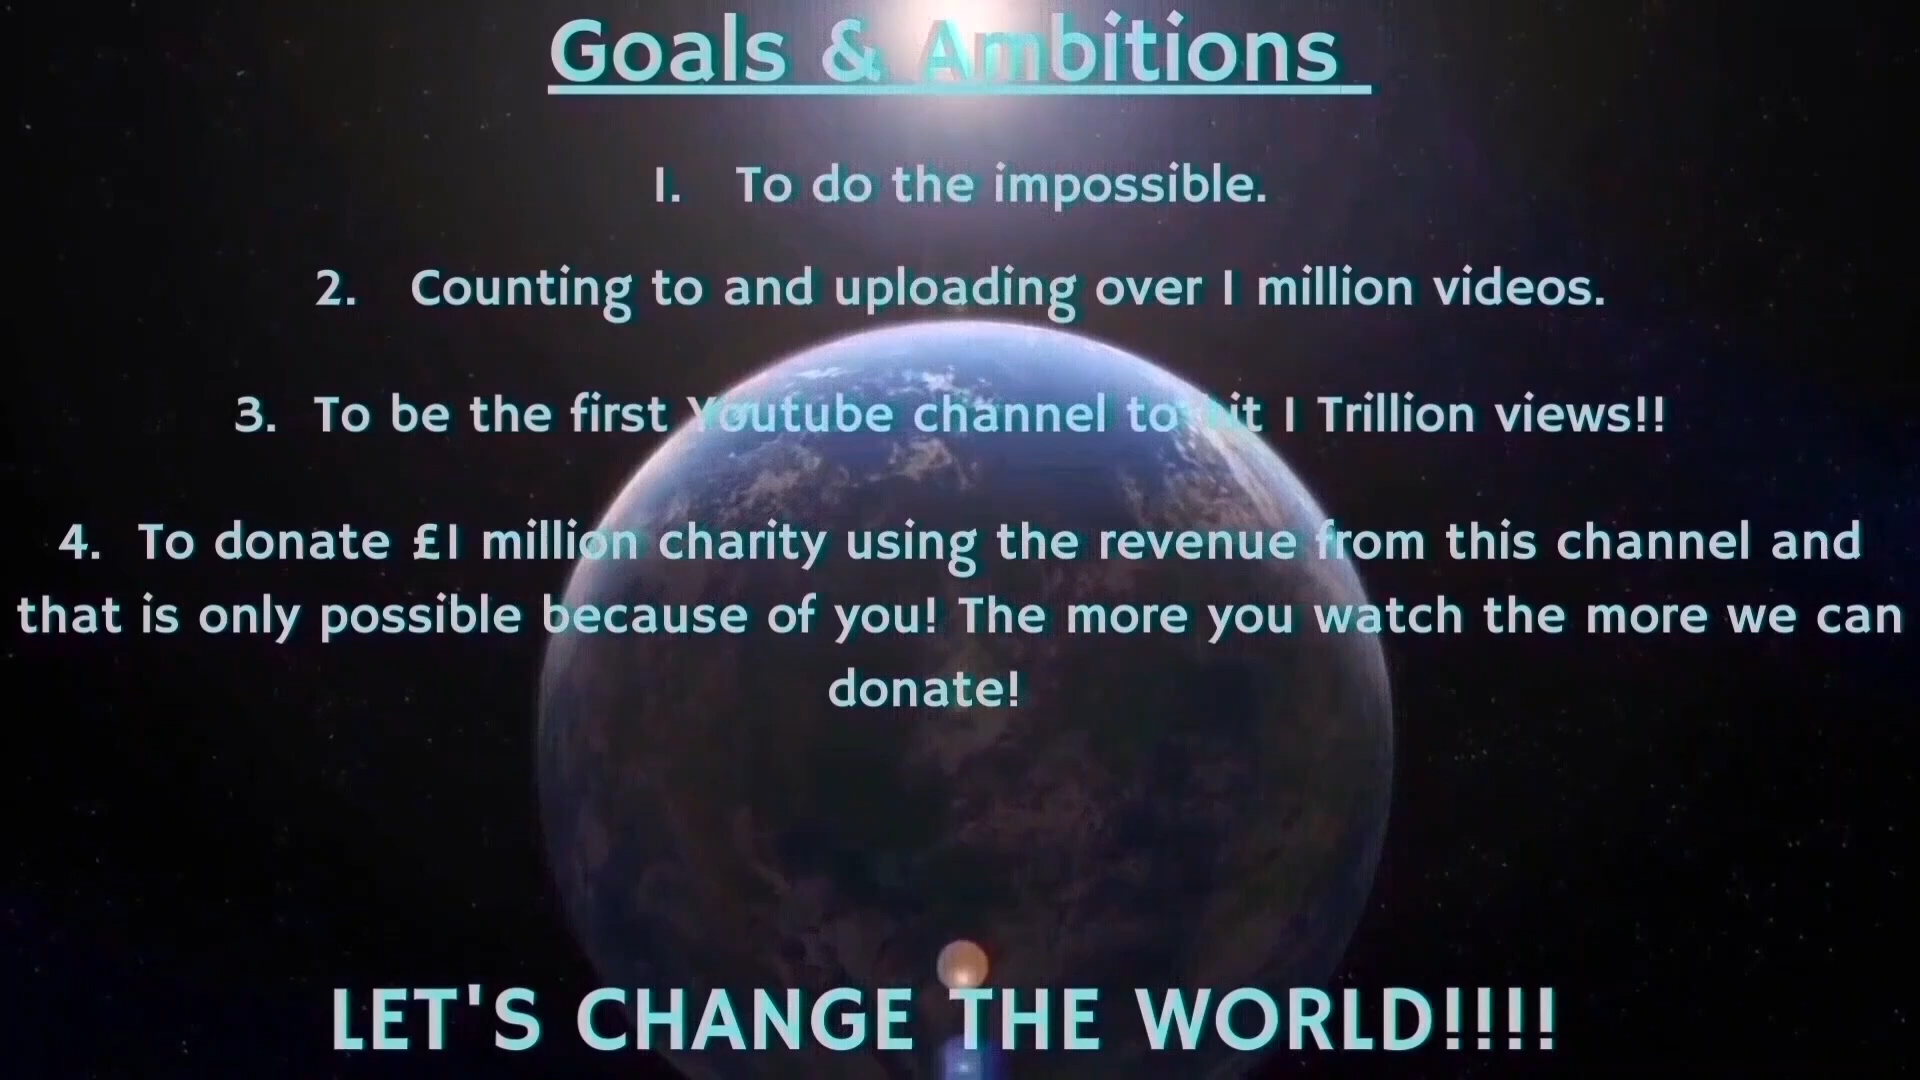 Goals & Ambitions
1. To do the impossible.
2. Counting to and uploading over 1 million videos.
3. To be the first Youtube channel to hit 1 Trillion views!!
4. To donate £1 million charity using the revenue from this channel and
that is only possible because of you! The more you watch the more we can
donate!
LET'S CHANGE THE WORLD!!!!